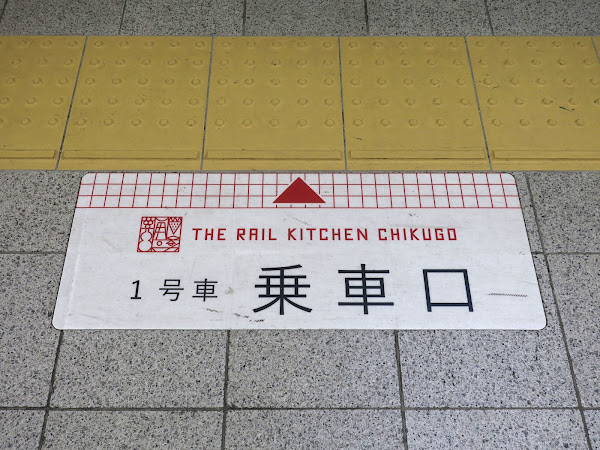 THE RAIL KITCHEN CHIKUGO
1号車 乗車口